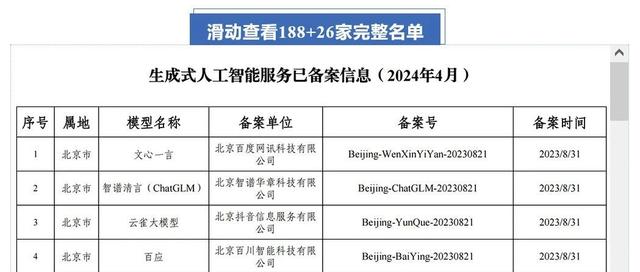 滑动查看188+26家完整名单
生成式人工智能服务已备案信息（2024年4月）
序号 属地 模型名称 备案单位 备案号 备案时间
1 北京市 文心一言 北京百度网讯科技有限公司 Beijing-WenXinYiYan-20230821 2023/8/31
2 北京市 智谱清言（ChatGLM） 北京智谱华章科技有限公司 Beijing-ChatGLM-20230821 2023/8/31
3 北京市 云雀大模型 北京抖音信息服务有限公司 Beijing-YunQue-20230821 2023/8/31
4 北京市 百应 北京百川智能科技有限公司 Beijing-BaiYing-20230821 2023/8/31